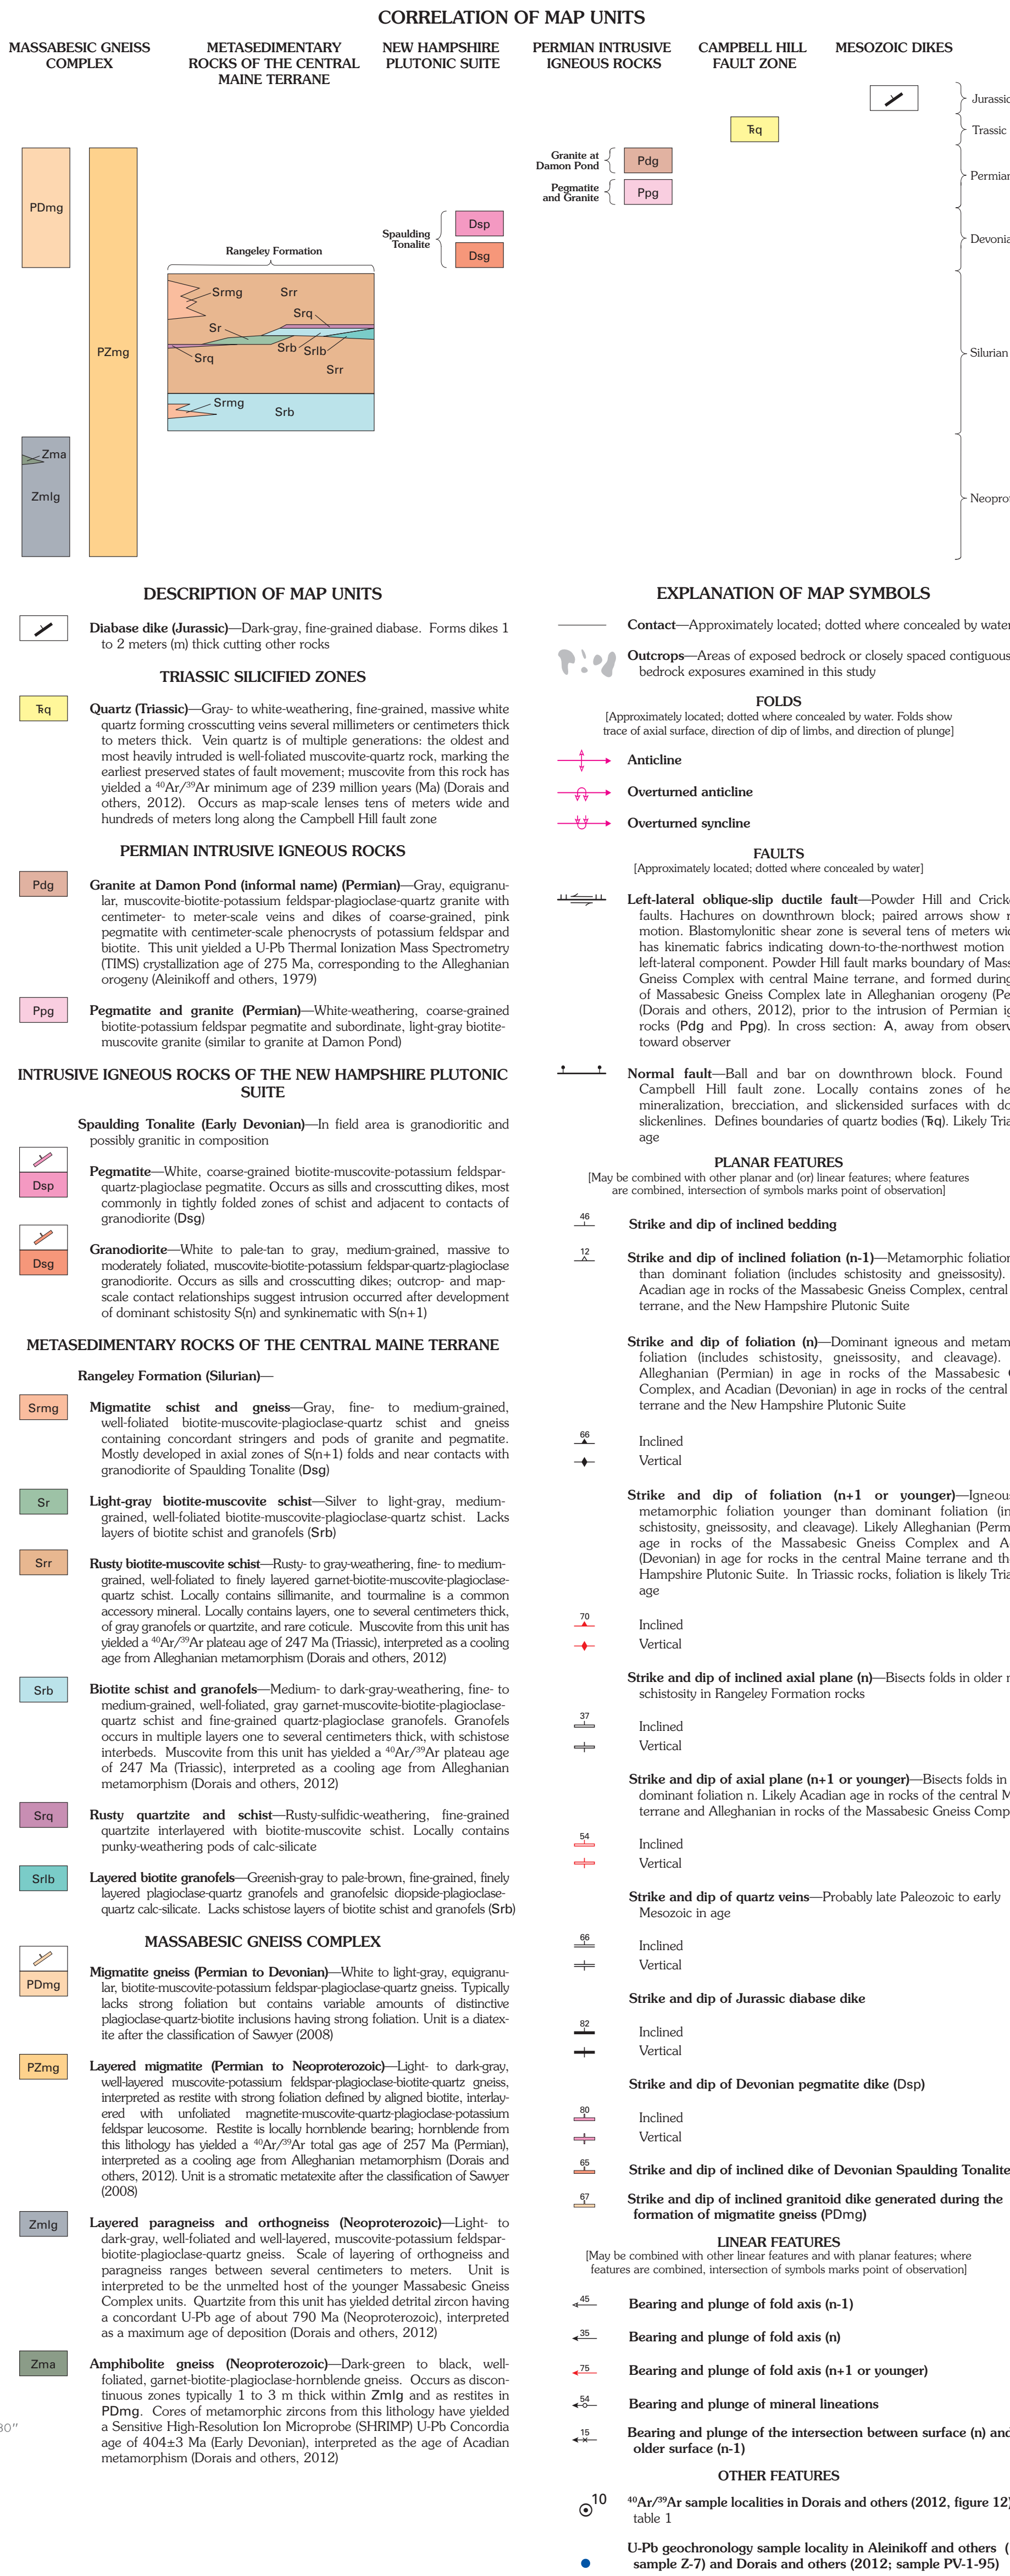 CORRELATION OF MAP UNITS
MASSABESIC GNEISS
COMPLEX
METASEDIMENTARY
ROCKS OF THE CENTRAL
MAINE TERRANE
NEW HAMPSHIRE
PLUTONIC SUITE
PERMIAN INTRUSIVE
IGNEOUS ROCKS
CAMPBELL HILL
FAULT ZONE
MESOZOIC DIKES
Jurassic
Trassic
Permian
Devonia
Silurian
Neoprot
Ꞧq
Granite at
Damon Pond
Pdg
Pegmatite
and Granite
Ppg
PDmg
Spaulding
Tonalite
Dsp
Dsg
Rangeley Formation
Srmg
Srr
Srq
Sr
Srb
Srlb
Srq
Srr
Srmg
Srb
PZmg
Zma
Zmlg
DESCRIPTION OF MAP UNITS
Diabase dike (Jurassic)—Dark-gray, fine-grained diabase. Forms dikes 1
to 2 meters (m) thick cutting other rocks
TRIASSIC SILICIFIED ZONES
Ꞧq
Quartz (Triassic)—Gray- to white-weathering, fine-grained, massive white
quartz forming crosscutting veins several millimeters or centimeters thick
to meters thick. Vein quartz is of multiple generations: the oldest and
most heavily intruded is well-foliated muscovite-quartz rock, marking the
earliest preserved states of fault movement; muscovite from this rock has
yielded a ⁴⁰Ar/³⁹Ar minimum age of 239 million years (Ma) (Dorais and
others, 2012). Occurs as map-scale lenses tens of meters wide and
hundreds of meters long along the Campbell Hill fault zone
PERMIAN INTRUSIVE IGNEOUS ROCKS
Pdg
Granite at Damon Pond (informal name) (Permian)—Gray, equigranu-
lar, muscovite-biotite-potassium feldspar-plagioclase-quartz granite with
centimeter- to meter-scale veins and dikes of coarse-grained, pink
pegmatite with centimeter-scale phenocrysts of potassium feldspar and
biotite. This unit yielded a U-Pb Thermal Ionization Mass Spectrometry
(TIMS) crystallization age of 275 Ma, corresponding to the Alleghanian
orogeny (Aleinikoff and others, 1979)
Ppg
Pegmatite and granite (Permian)—White-weathering, coarse-grained
biotite-potassium feldspar pegmatite and subordinate, light-gray biotite-
muscovite granite (similar to granite at Damon Pond)
INTRUSIVE IGNEOUS ROCKS OF THE NEW HAMPSHIRE PLUTONIC
SUITE
Spaulding Tonalite (Early Devonian)—In field area is granodioritic and
possibly granitic in composition
Dsp
Pegmatite—White, coarse-grained biotite-muscovite-potassium feldspar-
quartz-plagioclase pegmatite. Occurs as sills and crosscutting dikes, most
commonly in tightly folded zones of schist and adjacent to contacts of
granodiorite (Dsg)
Dsg
Granodiorite—White to pale-tan to gray, medium-grained, massive to
moderately foliated, muscovite-biotite-potassium feldspar-quartz-plagioclase
granodiorite. Occurs as sills and crosscutting dikes; outcrop- and map-
scale contact relationships suggest intrusion occurred after development
of dominant schistosity S(n) and synkinematic with S(n+1)
METASEDIMENTARY ROCKS OF THE CENTRAL MAINE TERRANE
Rangeley Formation (Silurian)—
Srmg
Migmatite schist and gneiss—Gray, fine- to medium-grained,
well-foliated biotite-muscovite-plagioclase-quartz schist and gneiss
containing concordant stringers and pods of granite and pegmatite.
Mostly developed in axial zones of S(n+1) folds and near contacts with
granodiorite of Spaulding Tonalite (Dsg)
Sr
Light-gray biotite-muscovite schist—Silver to light-gray, medium-
grained, well-foliated biotite-muscovite-plagioclase-quartz schist. Lacks
layers of biotite schist and granofels (Srb)
Srr
Rusty biotite-muscovite schist—Rusty- to gray-weathering, fine- to medium-
grained, well-foliated to finely layered garnet-biotite-muscovite-plagioclase-
quartz schist. Locally contains sillimanite, and tourmaline is a common
accessory mineral. Locally contains layers, one to several centimeters thick,
of gray granofels or quartzite, and rare coticule. Muscovite from this unit has
yielded a ⁴⁰Ar/³⁹Ar plateau age of 247 Ma (Triassic), interpreted as a cooling
age from Alleghanian metamorphism (Dorais and others, 2012)
Srb
Biotite schist and granofels—Medium- to dark-gray-weathering, fine- to
medium-grained, well-foliated, gray garnet-muscovite-biotite-plagioclase-
quartz schist and fine-grained quartz-plagioclase granofels. Granofels
occurs in multiple layers one to several centimeters thick, with schistose
interbeds. Muscovite from this unit has yielded a ⁴⁰Ar/³⁹Ar plateau age
of 247 Ma (Triassic), interpreted as a cooling age from Alleghanian
metamorphism (Dorais and others, 2012)
Srq
Rusty quartzite and schist—Rusty-sulfidic-weathering, fine-grained
quartzite interlayered with biotite-muscovite schist. Locally contains
punky-weathering pods of calc-silicate
Srlb
Layered biotite granofels—Greenish-gray to pale-brown, fine-grained, finely
layered plagioclase-quartz granofels and granofelsic diopside-plagioclase-
quartz calc-silicate. Lacks schistose layers of biotite schist and granofels (Srb)
MASSABESIC GNEISS COMPLEX
PDmg
Migmatite gneiss (Permian to Devonian)—White to light-gray, equigranu-
lar, biotite-muscovite-potassium feldspar-plagioclase-quartz gneiss. Typically
lacks strong foliation but contains variable amounts of distinctive
plagioclase-quartz-biotite inclusions having strong foliation. Unit is a diatex-
ite after the classification of Sawyer (2008)
PZmg
Layered migmatite (Permian to Neoproterozoic)—Light- to dark-gray,
well-layered muscovite-potassium feldspar-plagioclase-biotite-quartz gneiss,
interpreted as restite with strong foliation defined by aligned biotite, interlay-
ered with unfoliated magnetite-muscovite-quartz-plagioclase-potassium
feldspar leucosome. Restite is locally hornblende bearing; hornblende from
this lithology has yielded a ⁴⁰Ar/³⁹Ar total gas age of 257 Ma (Permian),
interpreted as a cooling age from Alleghanian metamorphism (Dorais and
others, 2012). Unit is a stromatic metatexite after the classification of Sawyer
(2008)
Zmlg
Layered paragneiss and orthogneiss (Neoproterozoic)—Light- to
dark-gray, well-foliated and well-layered, muscovite-potassium feldspar-
biotite-plagioclase-quartz gneiss. Scale of layering of orthogneiss and
paragneiss ranges between several centimeters to meters. Unit is
interpreted to be the unmelted host of the younger Massabesic Gneiss
Complex units. Quartzite from this unit has yielded detrital zircon having
a concordant U-Pb age of about 790 Ma (Neoproterozoic), interpreted
as a maximum age of deposition (Dorais and others, 2012)
Zma
Amphibolite gneiss (Neoproterozoic)—Dark-green to black, well-
foliated, garnet-biotite-plagioclase-hornblende gneiss. Occurs as discon-
tinuous zones typically 1 to 3 m thick within Zmlg and as restites in
PDmg. Cores of metamorphic zircons from this lithology have yielded
a Sensitive High-Resolution Ion Microprobe (SHRIMP) U-Pb Concordia
age of 404±3 Ma (Early Devonian), interpreted as the age of Acadian
metamorphism (Dorais and others, 2012)
30″
EXPLANATION OF MAP SYMBOLS
Contact—Approximately located; dotted where concealed by water
Outcrops—Areas of exposed bedrock or closely spaced contiguous
bedrock exposures examined in this study
FOLDS
[Approximately located; dotted where concealed by water. Folds show
trace of axial surface, direction of dip of limbs, and direction of plunge]
Anticline
Overturned anticline
Overturned syncline
FAULTS
[Approximately located; dotted where concealed by water]
Left-lateral oblique-slip ductile fault—Powder Hill and Crick
faults. Hachures on downthrown block; paired arrows show r
motion. Blastomylonitic shear zone is several tens of meters wi
has kinematic fabrics indicating down-to-the-northwest motion
left-lateral component. Powder Hill fault marks boundary of Mas
Gneiss Complex with central Maine terrane, and formed during
of Massabesic Gneiss Complex late in Alleghanian orogeny (Pe
(Dorais and others, 2012), prior to the intrusion of Permian ig
rocks (Pdg and Ppg). In cross section: A, away from observ
toward observer
Normal fault—Ball and bar on downthrown block. Found
Campbell Hill fault zone. Locally contains zones of he
mineralization, brecciation, and slickensided surfaces with do
slickenlines. Defines boundaries of quartz bodies (Ꞧq). Likely Tria
age
PLANAR FEATURES
[May be combined with other planar and (or) linear features; where features
are combined, intersection of symbols marks point of observation]
46
Strike and dip of inclined bedding
12
Strike and dip of inclined foliation (n-1)—Metamorphic foliation
than dominant foliation (includes schistosity and gneissosity).
Acadian age in rocks of the Massabesic Gneiss Complex, central
terrane, and the New Hampshire Plutonic Suite
Strike and dip of foliation (n)—Dominant igneous and metam
foliation (includes schistosity, gneissosity, and cleavage).
Alleghanian (Permian) in age in rocks of the Massabesic
Complex, and Acadian (Devonian) in age in rocks of the central
terrane and the New Hampshire Plutonic Suite
66
Inclined
Vertical
Strike and dip of foliation (n+1 or younger)—Igneou
metamorphic foliation younger than dominant foliation (in
schistosity, gneissosity, and cleavage). Likely Alleghanian (Perm
age in rocks of the Massabesic Gneiss Complex and A
(Devonian) in age for rocks in the central Maine terrane and th
Hampshire Plutonic Suite. In Triassic rocks, foliation is likely Tria
age
70
Inclined
Vertical
Strike and dip of inclined axial plane (n)—Bisects folds in older
schistosity in Rangeley Formation rocks
37
Inclined
Vertical
Strike and dip of axial plane (n+1 or younger)—Bisects folds in
dominant foliation n. Likely Acadian age in rocks of the central M
terrane and Alleghanian in rocks of the Massabesic Gneiss Comp
54
Inclined
Vertical
Strike and dip of quartz veins—Probably late Paleozoic to early
Mesozoic in age
66
Inclined
Vertical
Strike and dip of Jurassic diabase dike
82
Inclined
Vertical
Strike and dip of Devonian pegmatite dike (Dsp)
80
Inclined
Vertical
65
Strike and dip of inclined dike of Devonian Spaulding Tonalite
67
Strike and dip of inclined granitoid dike generated during the
formation of migmatite gneiss (PDmg)
LINEAR FEATURES
[May be combined with other linear features and with planar features; where
features are combined, intersection of symbols marks point of observation]
45
Bearing and plunge of fold axis (n-1)
35
Bearing and plunge of fold axis (n)
75
Bearing and plunge of fold axis (n+1 or younger)
54
Bearing and plunge of mineral lineations
15
Bearing and plunge of the intersection between surface (n) and
older surface (n-1)
OTHER FEATURES
10
⁴⁰Ar/³⁹Ar sample localities in Dorais and others (2012, figure 12)
table 1
U-Pb geochronology sample locality in Aleinikoff and others (
sample Z-7) and Dorais and others (2012; sample PV-1-95)